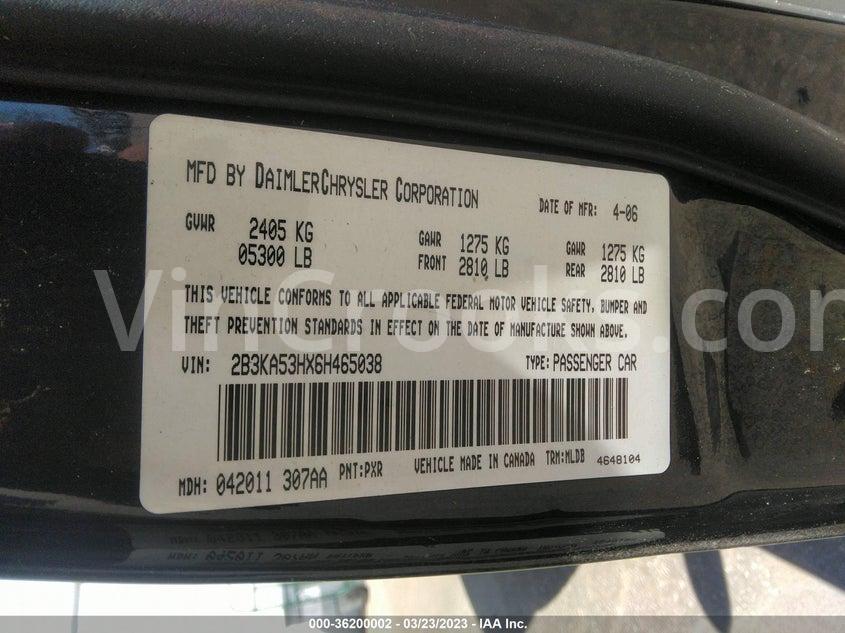 MFD BY DAIMLERCHRYSLER CORPORATION
DATE OF MFR: 4-06
GVWR 2405 KG
05300 LB
GAWR 1275 KG
FRONT 2810 LB
GAWR 1275 KG
REAR 2810 LB
THIS VEHICLE CONFORMS TO ALL APPLICABLE FEDERAL MOTOR VEHICLE SAFETY, BUMPER AND
THEFT PREVENTION STANDARDS IN EFFECT ON THE DATE OF MANUFACTURE SHOWN ABOVE.
VIN: 2B3KA53HX6H465038 TYPE: PASSENGER CAR
MDH: 042011 307AA PNT:PXR VEHICLE MADE IN CANADA TRM:MLDB 4648104
VinCrooks.com
000-36200002 - 03/23/2023 - IAA Inc.